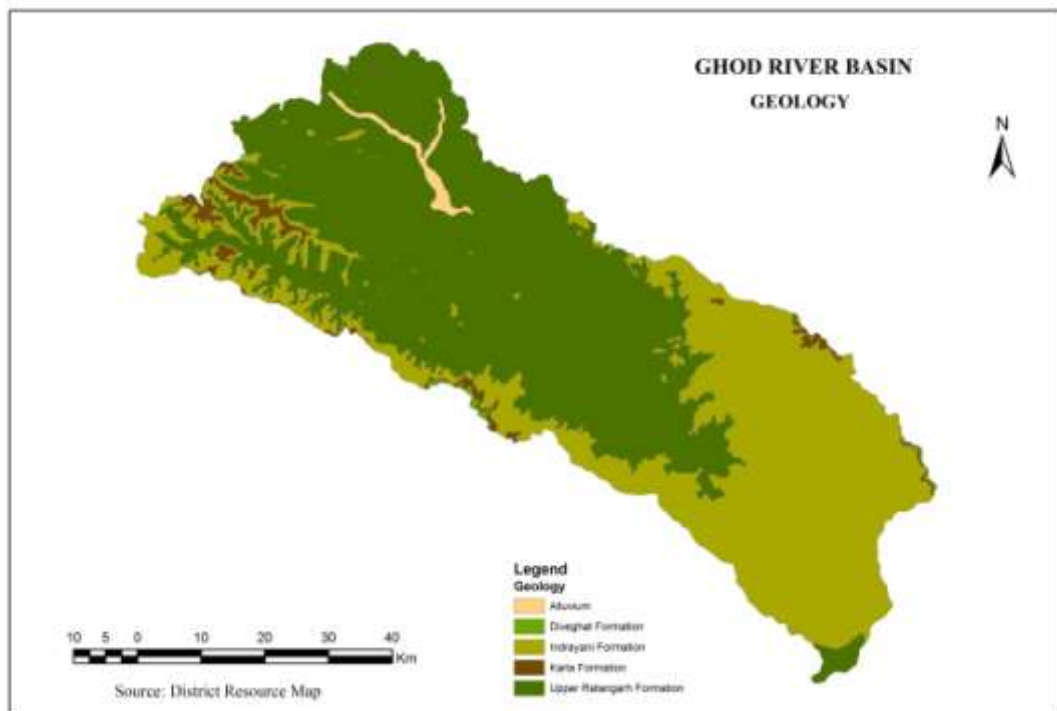 GHOD RIVER BASIN
GEOLOGY
N
Legend
Geology
Alluvium
Diveghat Formation
Indrayani Formation
Karla Formation
Upper Ratangarh Formation
10 5 0 10 20 30 40
Km
Source: District Resource Map